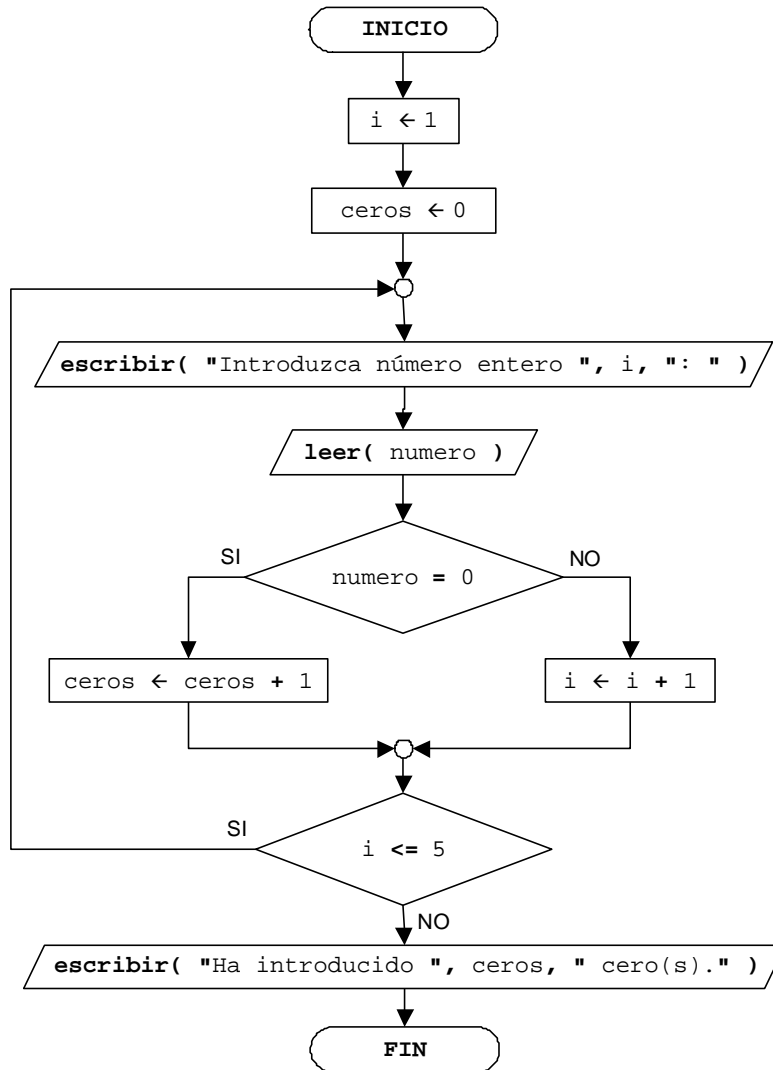 INICIO
i ← 1
ceros ← 0
escribir( "Introduzca número entero ", i, ": " )
leer( numero )
SI
NO
numero = 0
ceros ← ceros + 1
i ← i + 1
SI
i <= 5
NO
escribir( "Ha introducido ", ceros, " cero(s)." )
FIN